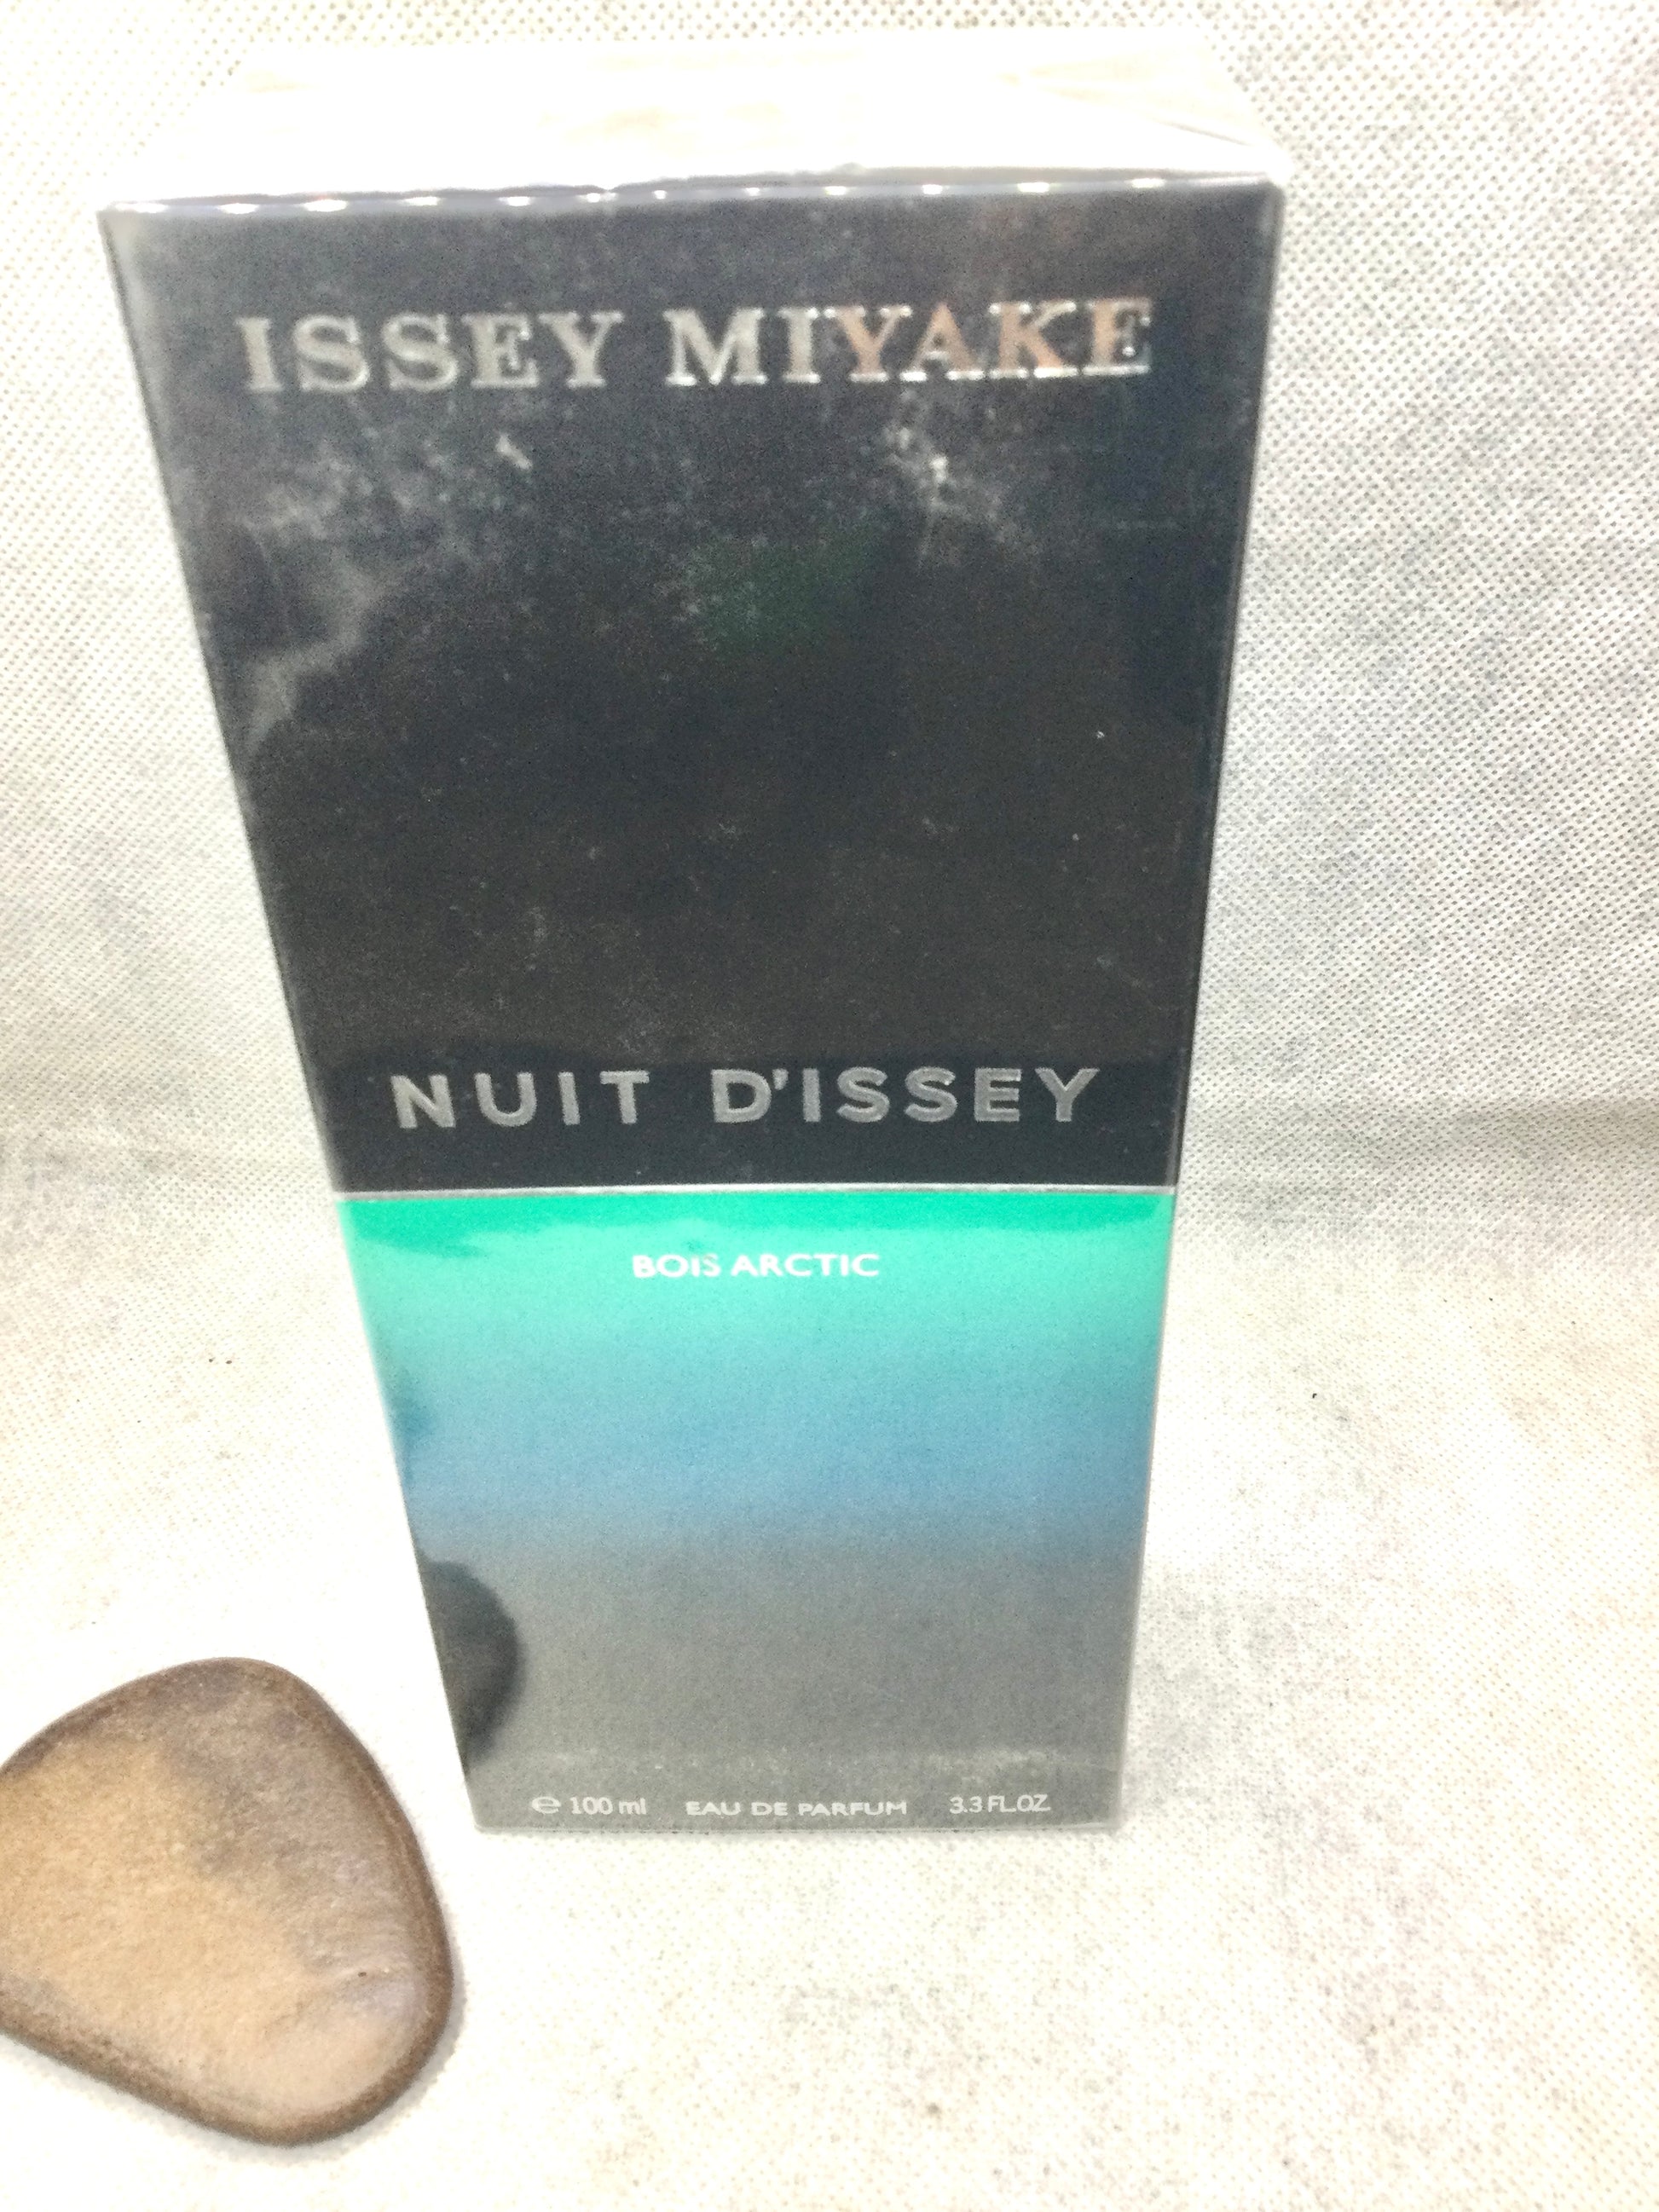 ISSEY MIYAKE
NUIT D'ISSEY
BOIS ARCTIC
℮ 100 ml EAU DE PARFUM 3.3 FL.OZ